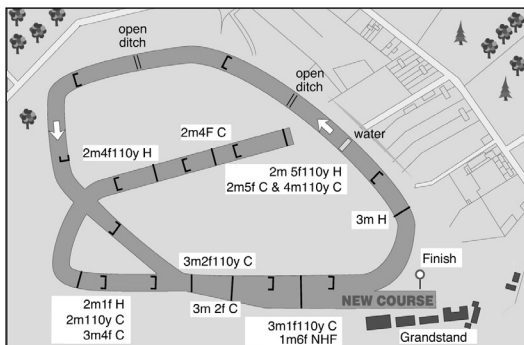 open
ditch
open
ditch
water
2m4F C
2m4f110y H
2m 5f110y H
2m5f C & 4m110y C
3m H
3m2f110y C
Finish
NEW COURSE
2m1f H
2m110y C
3m4f C
3m 2f C
3m1f110y C
1m6f NHF
Grandstand